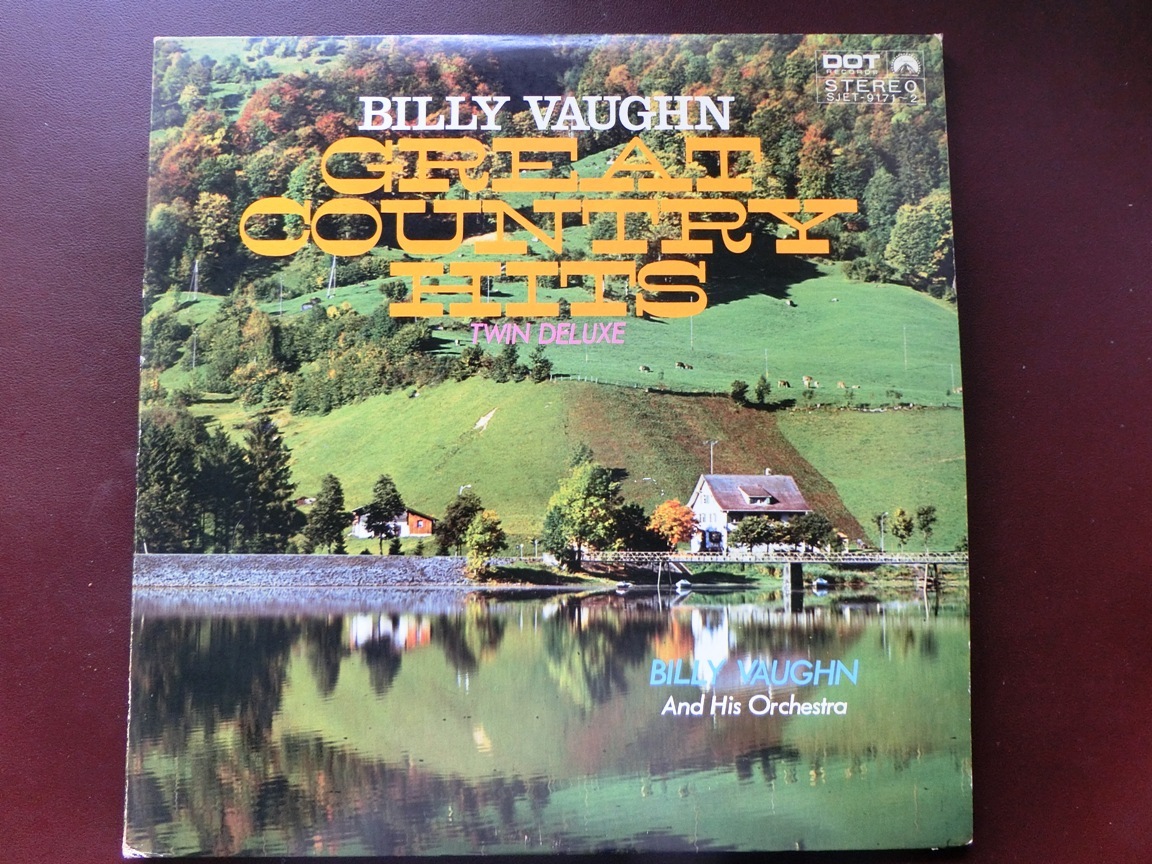 DOT
RECORDS
STEREO
SJET-9171~2
BILLY VAUGHN
GREAT
COUNTRY
HITS
TWIN DELUXE
BILLY VAUGHN
And His Orchestra